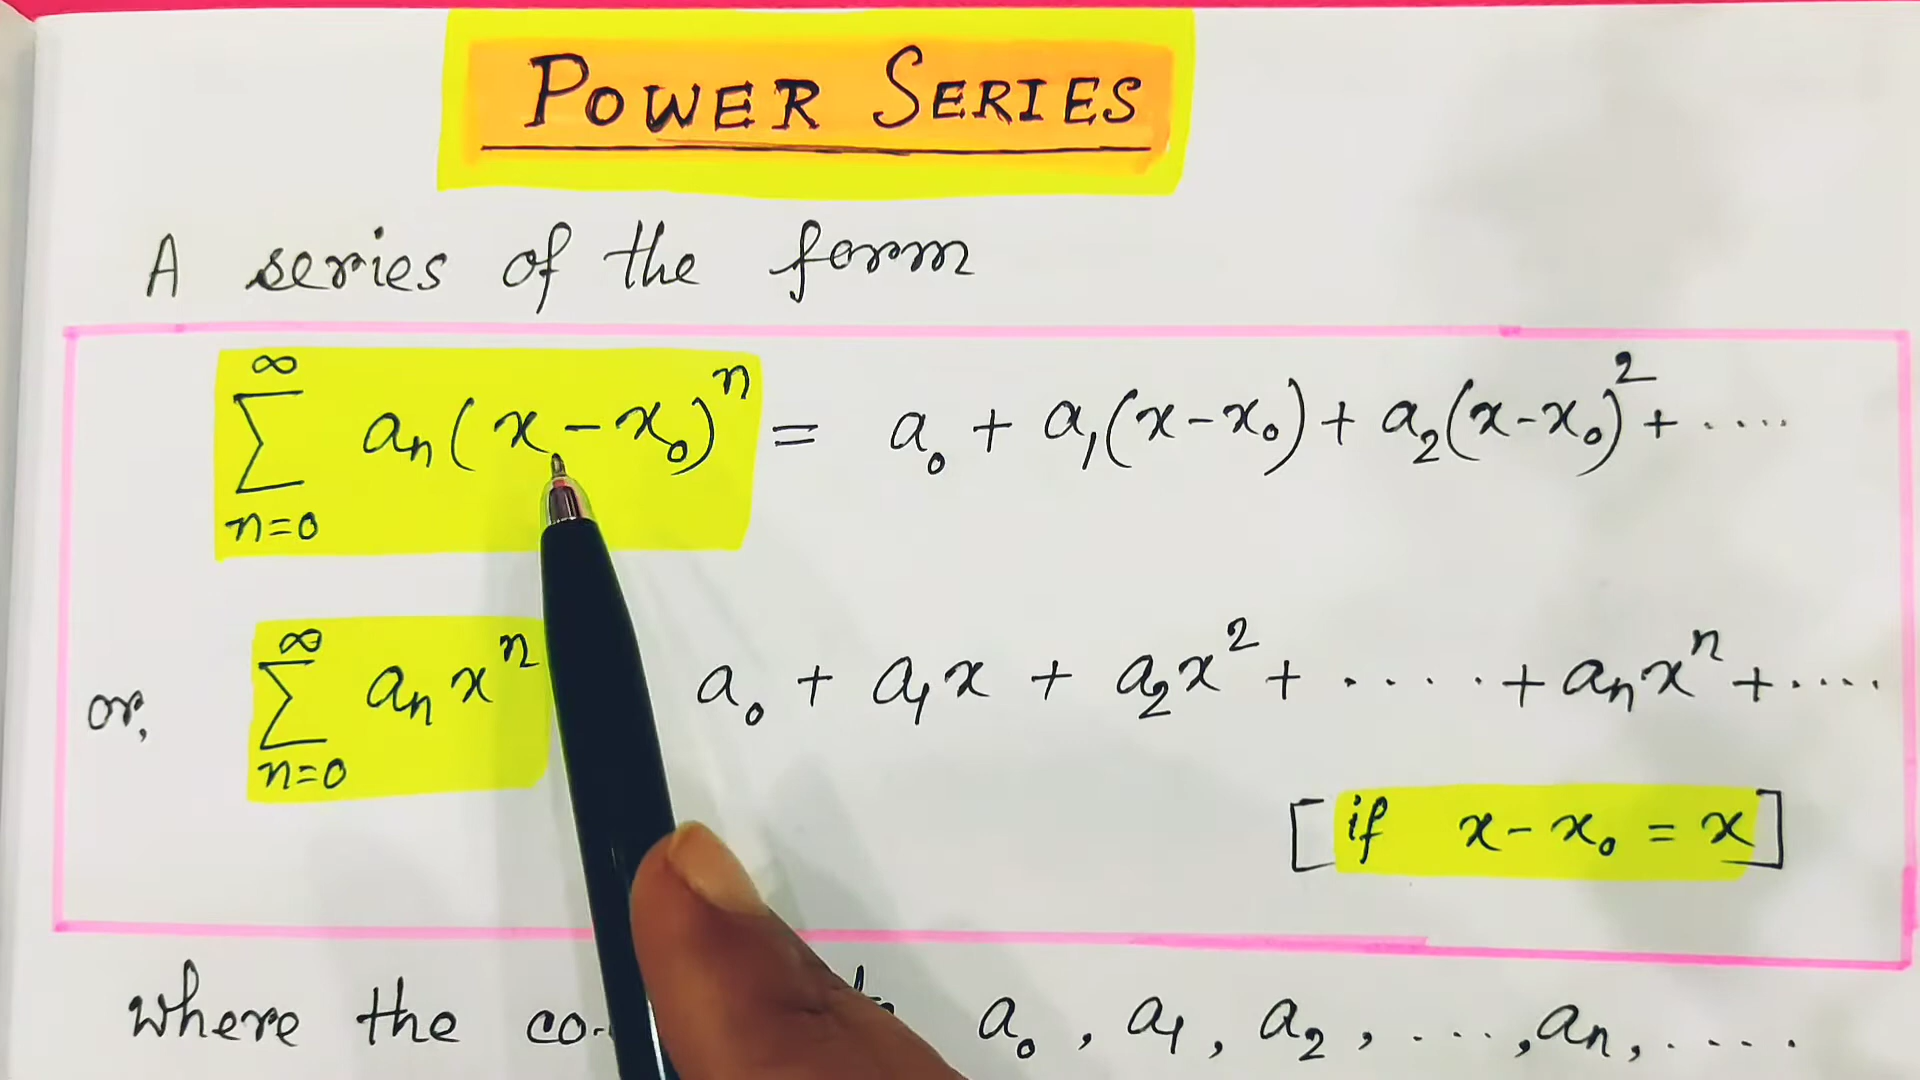 POWER SERIES
A series of the form
∞
∑ aₙ(x - x₀)ⁿ = a₀ + a₁(x - x₀) + a₂(x - x₀)² + ....
n=0
∞
or, ∑ aₙxⁿ a₀ + a₁x + a₂x² + ..... + aₙxⁿ + ....
n=0
[if x - x₀ = x]
where the a₀, a₁, a₂, ..., aₙ, ....